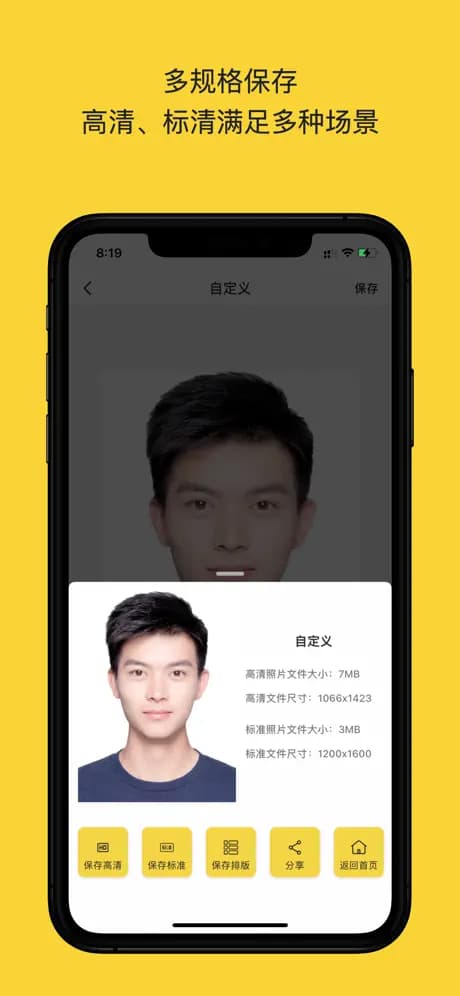 多规格保存
高清、标清满足多种场景
8:19
自定义
保存
自定义
高清照片文件大小：7MB
高清文件尺寸：1066x1423
标准照片文件大小：3MB
标准文件尺寸：1200x1600
HD
标准
保存高清
保存标准
保存排版
分享
返回首页